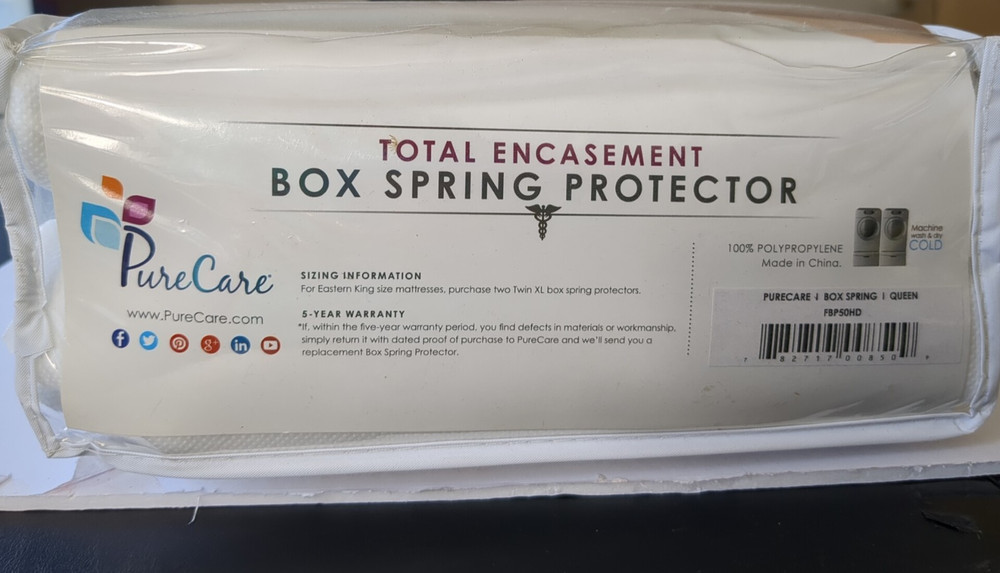 TOTAL ENCASEMENT
BOX SPRING PROTECTOR
PureCare
www.PureCare.com
SIZING INFORMATION
For Eastern King size mattresses, purchase two Twin XL box spring protectors.
5-YEAR WARRANTY
*If, within the five-year warranty period, you find defects in materials or workmanship,
simply return it with dated proof of purchase to PureCare and we'll send you a
replacement Box Spring Protector.
100% POLYPROPYLENE
Made in China.
Machine
wash & dry
COLD
PURECARE | BOX SPRING | QUEEN
FBP50HD